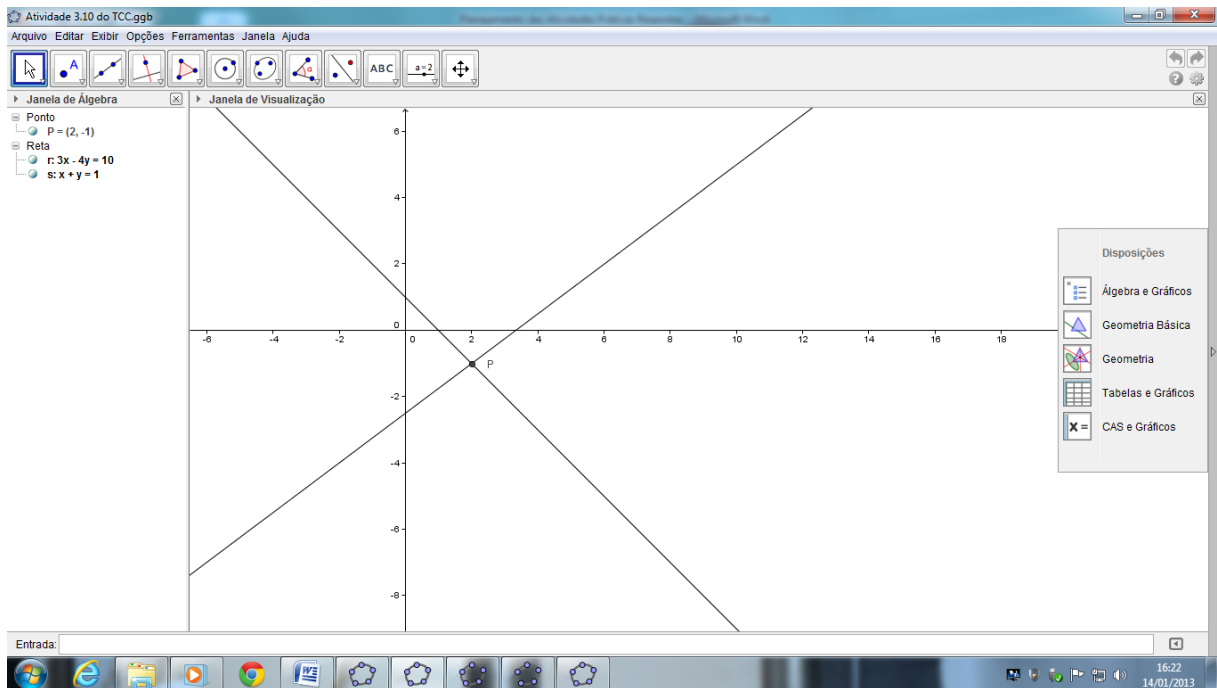 Atividade 3.10 do TCC.ggb
Arquivo Editar Exibir Opções Ferramentas Janela Ajuda
A
α
ABC
a=2
Janela de Álgebra
Janela de Visualização
Ponto
P = (2, -1)
Reta
r: 3x - 4y = 10
s: x + y = 1
6
4
2
0
-6 -4 -2 0 2 4 6 8 10 12 14 16 18
P
-2
-4
-6
-8
Disposições
Álgebra e Gráficos
Geometria Básica
Geometria
Tabelas e Gráficos
X = CAS e Gráficos
Entrada:
16:22
14/01/2013